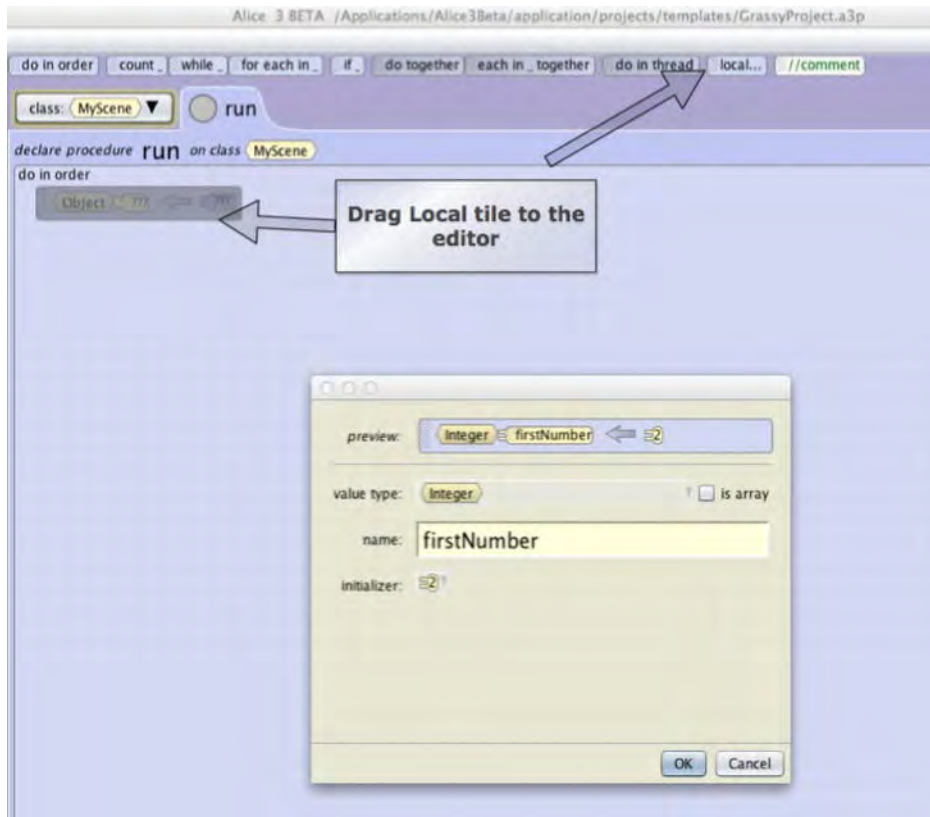 Alice 3 BETA /Applications/Alice3Beta/application/projects/templates/GrassyProject.a3p
do in order count _ while _ for each in _ if _ do together each in _ together do in thread local... //comment
class: MyScene ▼ run
declare procedure run on class MyScene
do in order
Object ??? ???
Drag Local tile to the
editor
preview: Integer firstNumber 2
value type: Integer is array
name: firstNumber
initializer: 2
OK Cancel